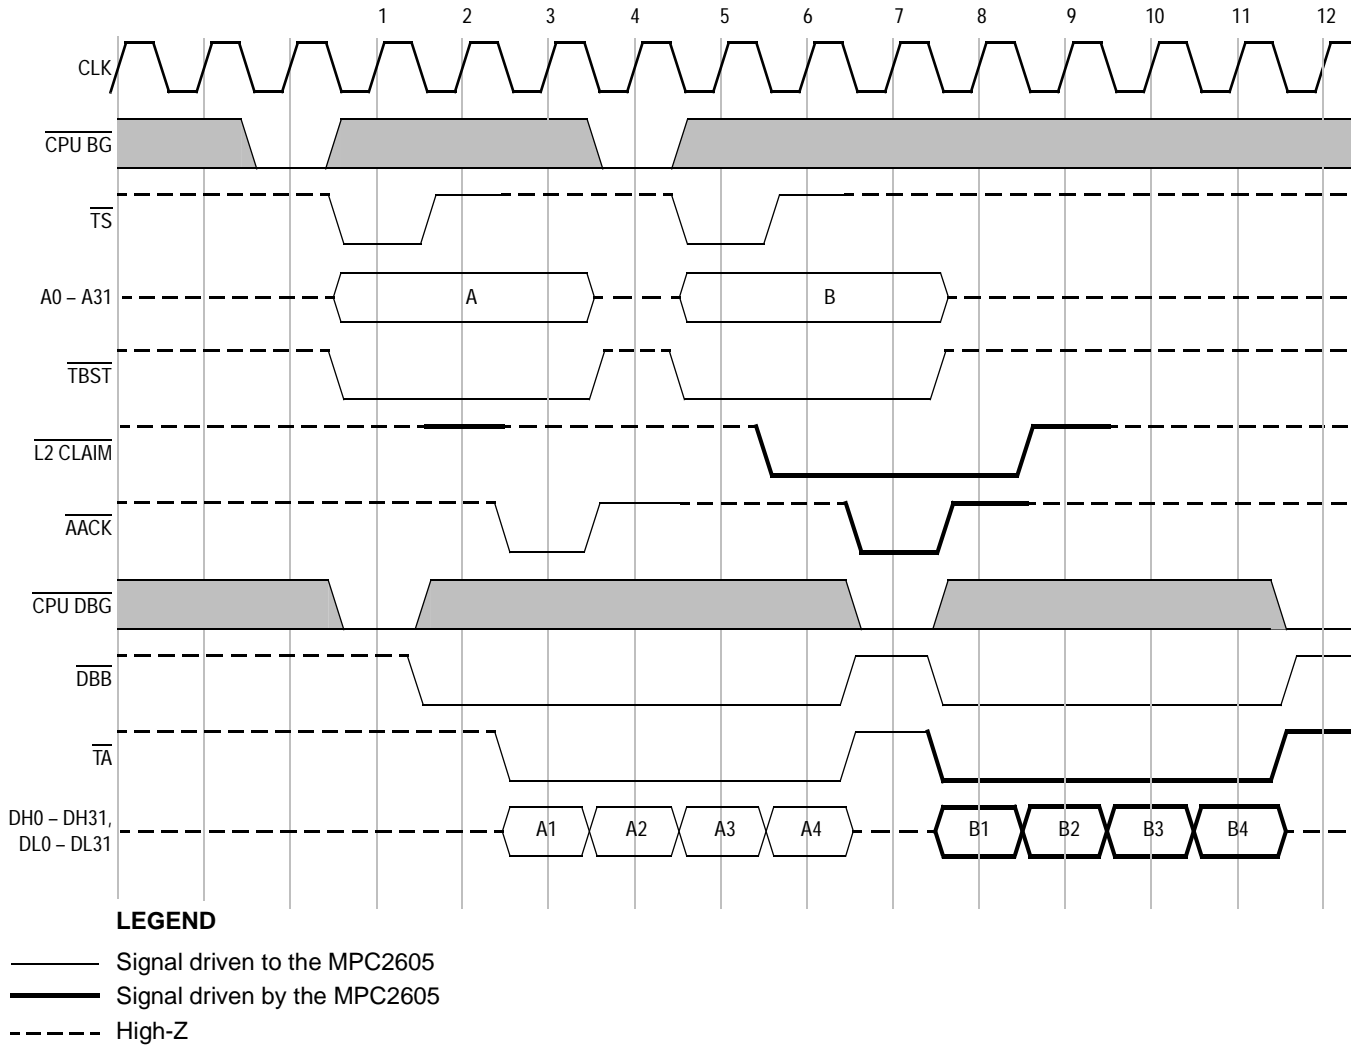 1 2 3 4 5 6 7 8 9 10 11 12
CLK
CPU BG
TS
A0 – A31
A B
TBST
L2 CLAIM
AACK
CPU DBG
DBB
TA
DH0 – DH31,
DL0 – DL31
A1 A2 A3 A4 B1 B2 B3 B4
LEGEND
Signal driven to the MPC2605
Signal driven by the MPC2605
High-Z